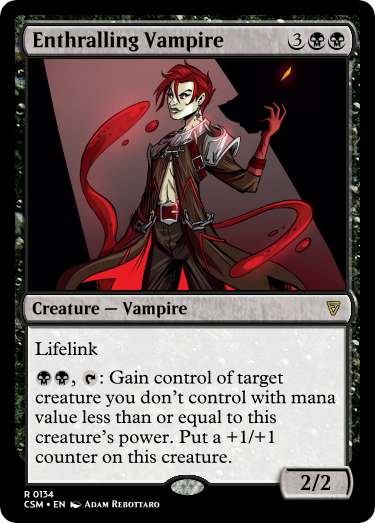 Enthralling Vampire 3
Creature — Vampire
Lifelink
, : Gain control of target
creature you don't control with mana
value less than or equal to this
creature's power. Put a +1/+1
counter on this creature.
2/2
R 0134
CSM • EN Adam Rebottaro